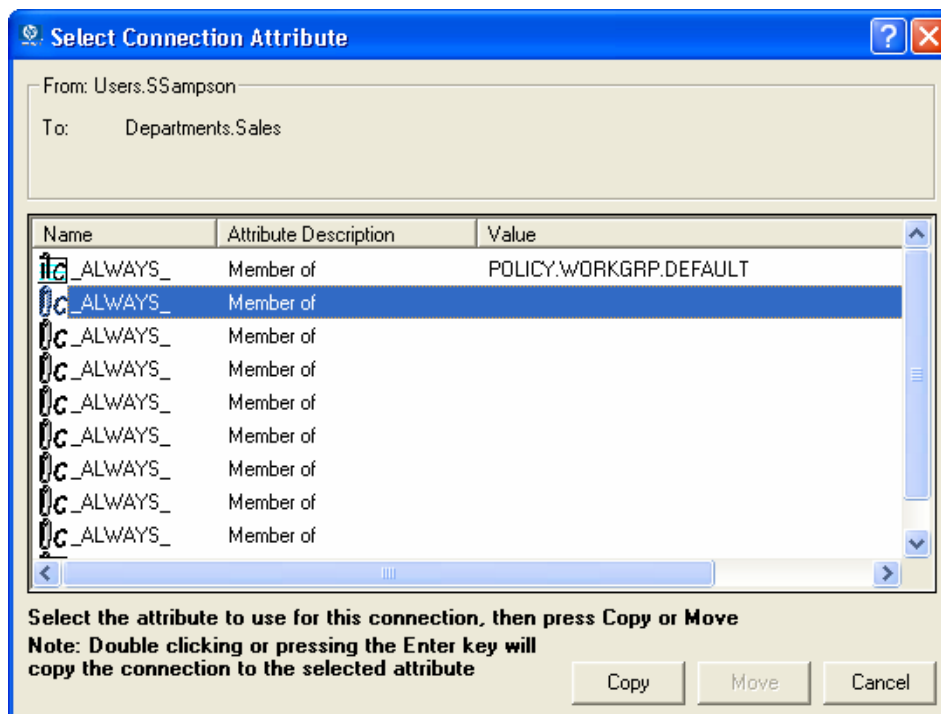 Select Connection Attribute
From: Users.SSampson
To: Departments.Sales
Name Attribute Description Value
_ALWAYS_ Member of POLICY.WORKGRP.DEFAULT
_ALWAYS_ Member of
_ALWAYS_ Member of
_ALWAYS_ Member of
_ALWAYS_ Member of
_ALWAYS_ Member of
_ALWAYS_ Member of
_ALWAYS_ Member of
_ALWAYS_ Member of
Select the attribute to use for this connection, then press Copy or Move
Note: Double clicking or pressing the Enter key will
copy the connection to the selected attribute
Copy Move Cancel